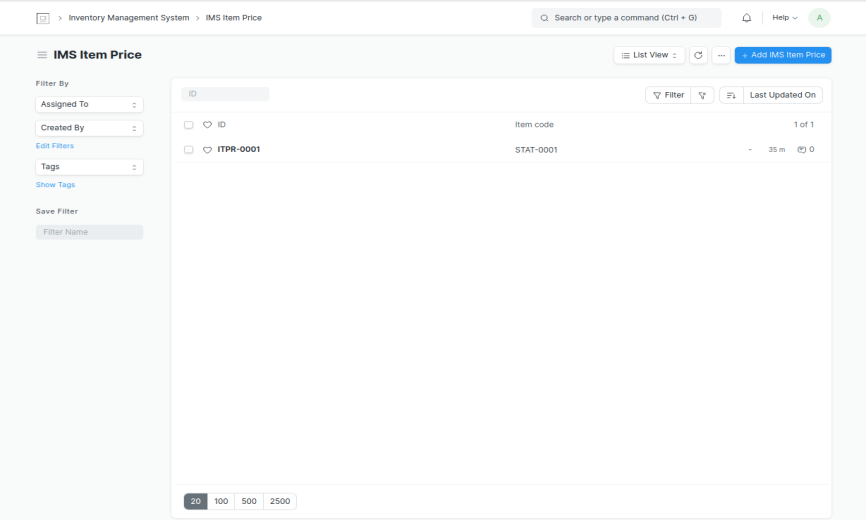 Inventory Management System > IMS Item Price
Search or type a command (Ctrl + G)
Help
A
IMS Item Price
List View
...
+ Add IMS Item Price
Filter By
Assigned To
Created By
Edit Filters
Tags
Show Tags
Save Filter
Filter Name
ID
Filter
Last Updated On
ID Item code 1 of 1
ITPR-0001 STAT-0001 - 35 m 0
20 100 500 2500